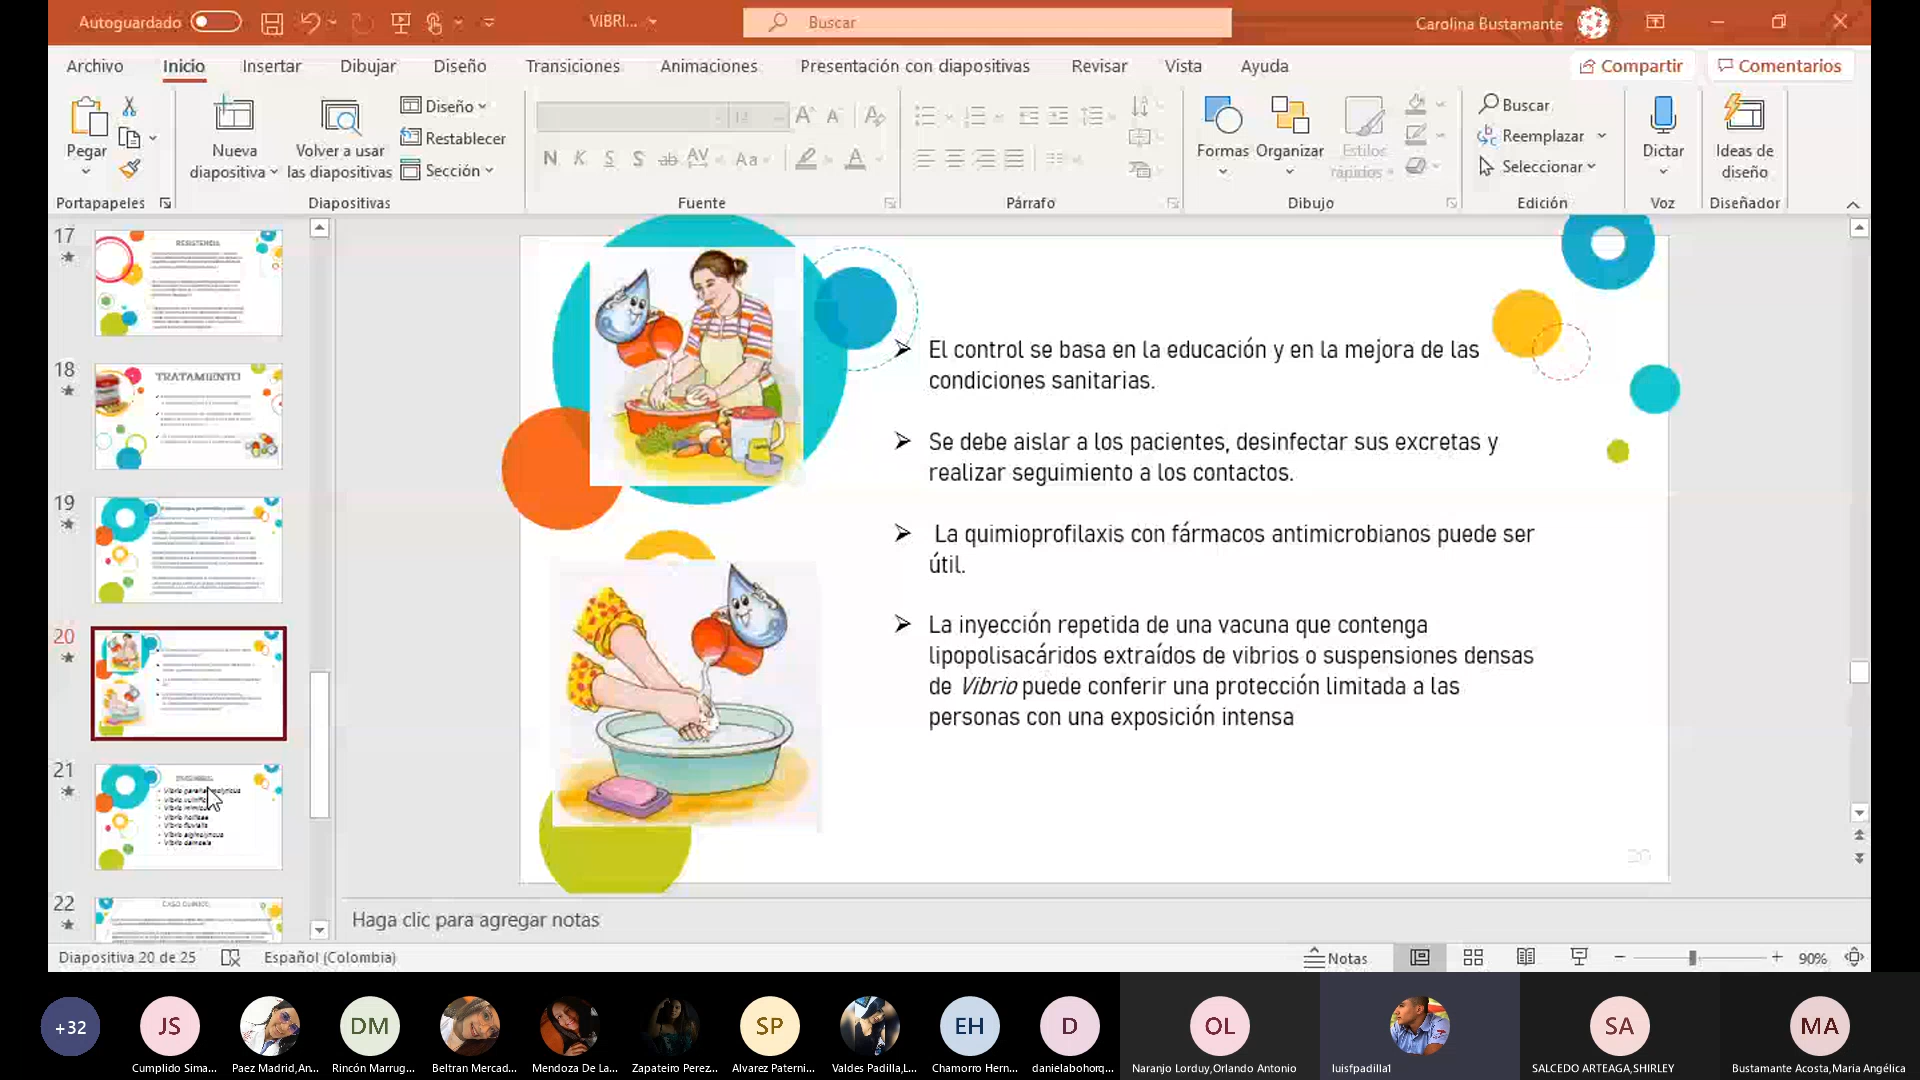 Autoguardado
VIBRI...
Buscar
Carolina Bustamante
Archivo Inicio Insertar Dibujar Diseño Transiciones Animaciones Presentación con diapositivas Revisar Vista Ayuda
Compartir Comentarios
Pegar
Nueva diapositiva
Volver a usar las diapositivas
Diseño
Restablecer
Sección
N K S S ab AV Aa A
Formas
Organizar
Estilos rápidos
Buscar
Reemplazar
Seleccionar
Dictar
Ideas de diseño
Portapapeles Diapositivas Fuente Párrafo Dibujo Edición Voz Diseñador
17
RESISTENCIA
18
TRATAMIENTO
19
20
21
22
CASO CLINICO
El control se basa en la educación y en la mejora de las
condiciones sanitarias.
Se debe aislar a los pacientes, desinfectar sus excretas y
realizar seguimiento a los contactos.
La quimioprofilaxis con fármacos antimicrobianos puede ser
útil.
La inyección repetida de una vacuna que contenga
lipopolisacáridos extraídos de vibrios o suspensiones densas
de Vibrio puede conferir una protección limitada a las
personas con una exposición intensa
20
Haga clic para agregar notas
Diapositiva 20 de 25 Español (Colombia) Notas 90%
+32 JS DM SP EH D OL SA MA
Cumplido Sima... Paez Madrid,An... Rincón Marrug... Beltran Mercad... Mendoza De La... Zapateiro Perez... Alvarez Paterni... Valdes Padilla,L... Chamorro Hern... danielabohorq... Naranjo Lorduy,Orlando Antonio luisfpadilla1 SALCEDO ARTEAGA,SHIRLEY Bustamante Acosta,Maria Angélica